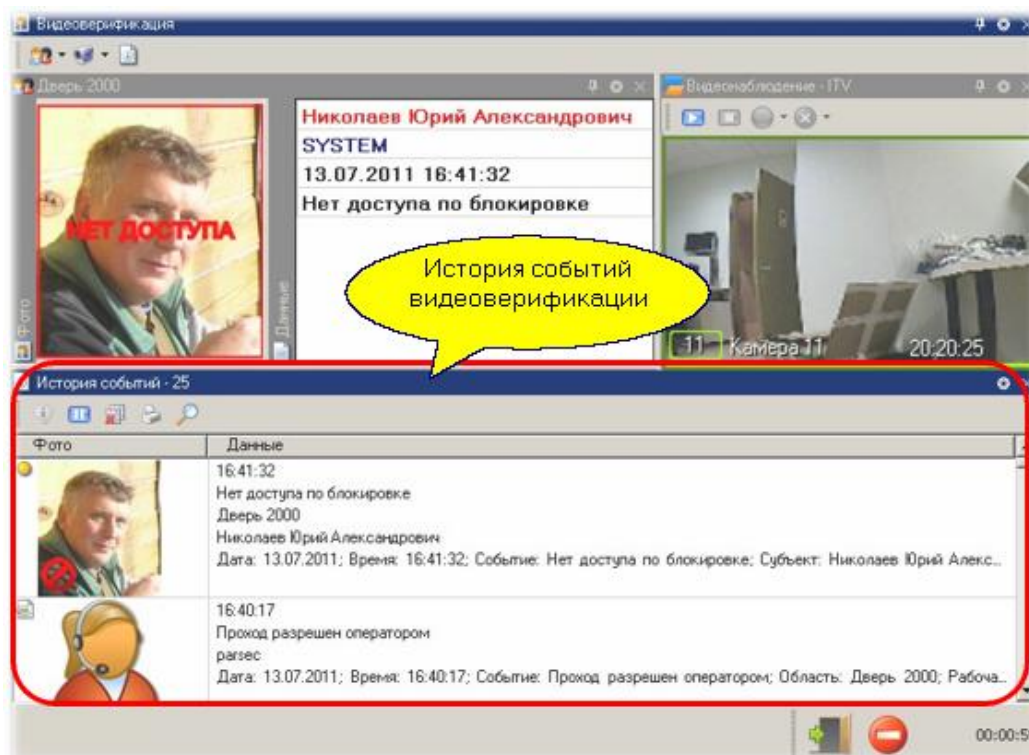 Видеоверификация
Дверь 2000
Видеонаблюдение - ITV
НЕТ ДОСТУПА
Фото
Данные
Николаев Юрий Александрович
SYSTEM
13.07.2011 16:41:32
Нет доступа по блокировке
История событий
видеоверификации
11 Камера 11 20:20:25
История событий - 25
Фото Данные
16:41:32
Нет доступа по блокировке
Дверь 2000
Николаев Юрий Александрович
Дата: 13.07.2011; Время: 16:41:32; Событие: Нет доступа по блокировке; Субъект: Николаев Юрий Алекс...
16:40:17
Проход разрешен оператором
parsec
Дата: 13.07.2011; Время: 16:40:17; Событие: Проход разрешен оператором; Область: Дверь 2000; Рабоча...
00:00:5